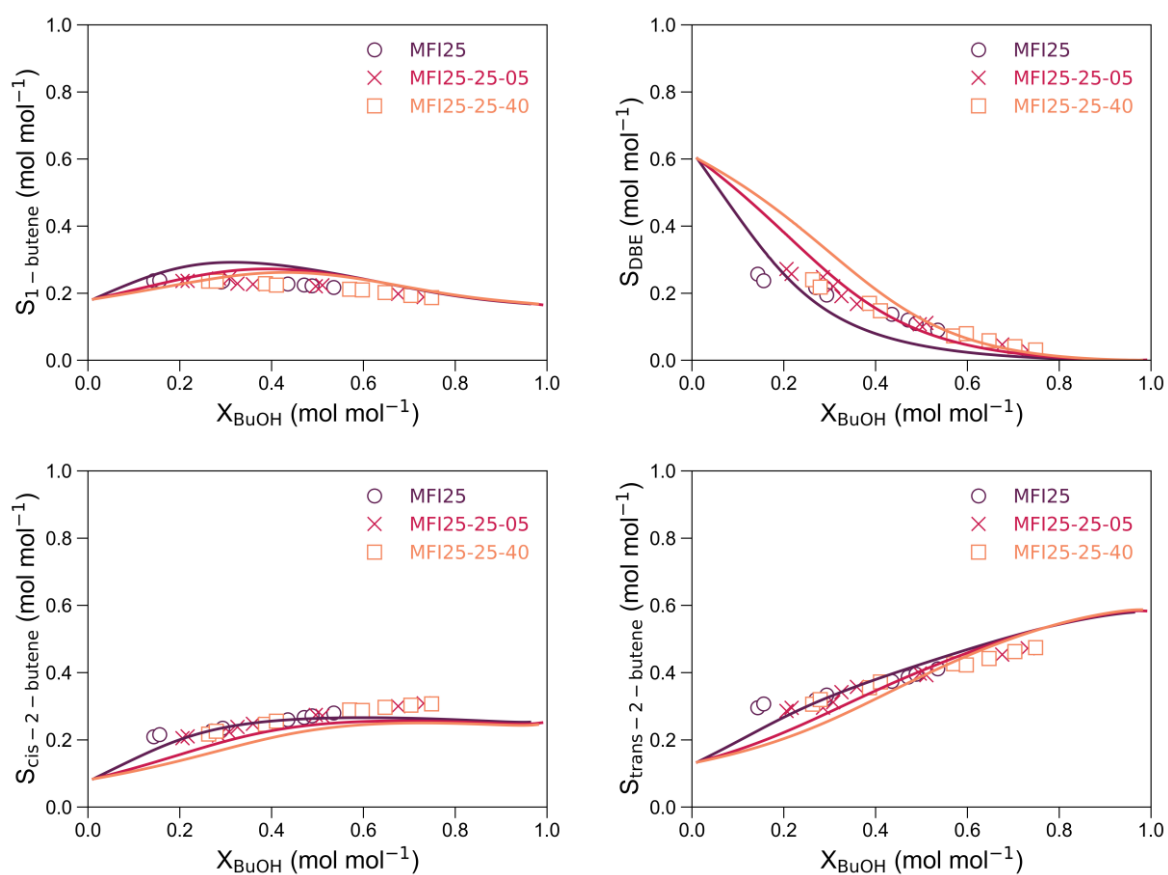 S1 − butene (mol mol−1)
1.0
0.8
0.6
0.4
0.2
0.0
MFI25
MFI25-25-05
MFI25-25-40
0.0 0.2 0.4 0.6 0.8 1.0
XBuOH (mol mol−1)
SDBE (mol mol−1)
1.0
0.8
0.6
0.4
0.2
0.0
MFI25
MFI25-25-05
MFI25-25-40
0.0 0.2 0.4 0.6 0.8 1.0
XBuOH (mol mol−1)
Scis − 2 − butene (mol mol−1)
1.0
0.8
0.6
0.4
0.2
0.0
MFI25
MFI25-25-05
MFI25-25-40
0.0 0.2 0.4 0.6 0.8 1.0
XBuOH (mol mol−1)
Strans − 2 − butene (mol mol−1)
1.0
0.8
0.6
0.4
0.2
0.0
MFI25
MFI25-25-05
MFI25-25-40
0.0 0.2 0.4 0.6 0.8 1.0
XBuOH (mol mol−1)